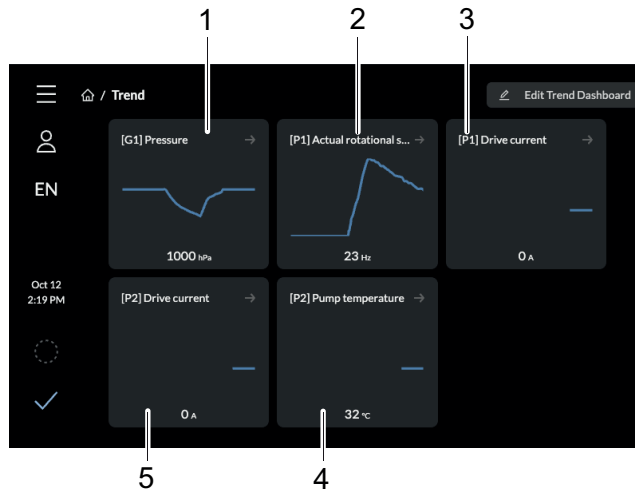 1
2
3
/ Trend
Edit Trend Dashboard
[G1] Pressure
[P1] Actual rotational s...
[P1] Drive current
EN
1000 hPa
23 Hz
0 A
Oct 12
2:19 PM
[P2] Drive current
[P2] Pump temperature
0 A
32 °C
5
4